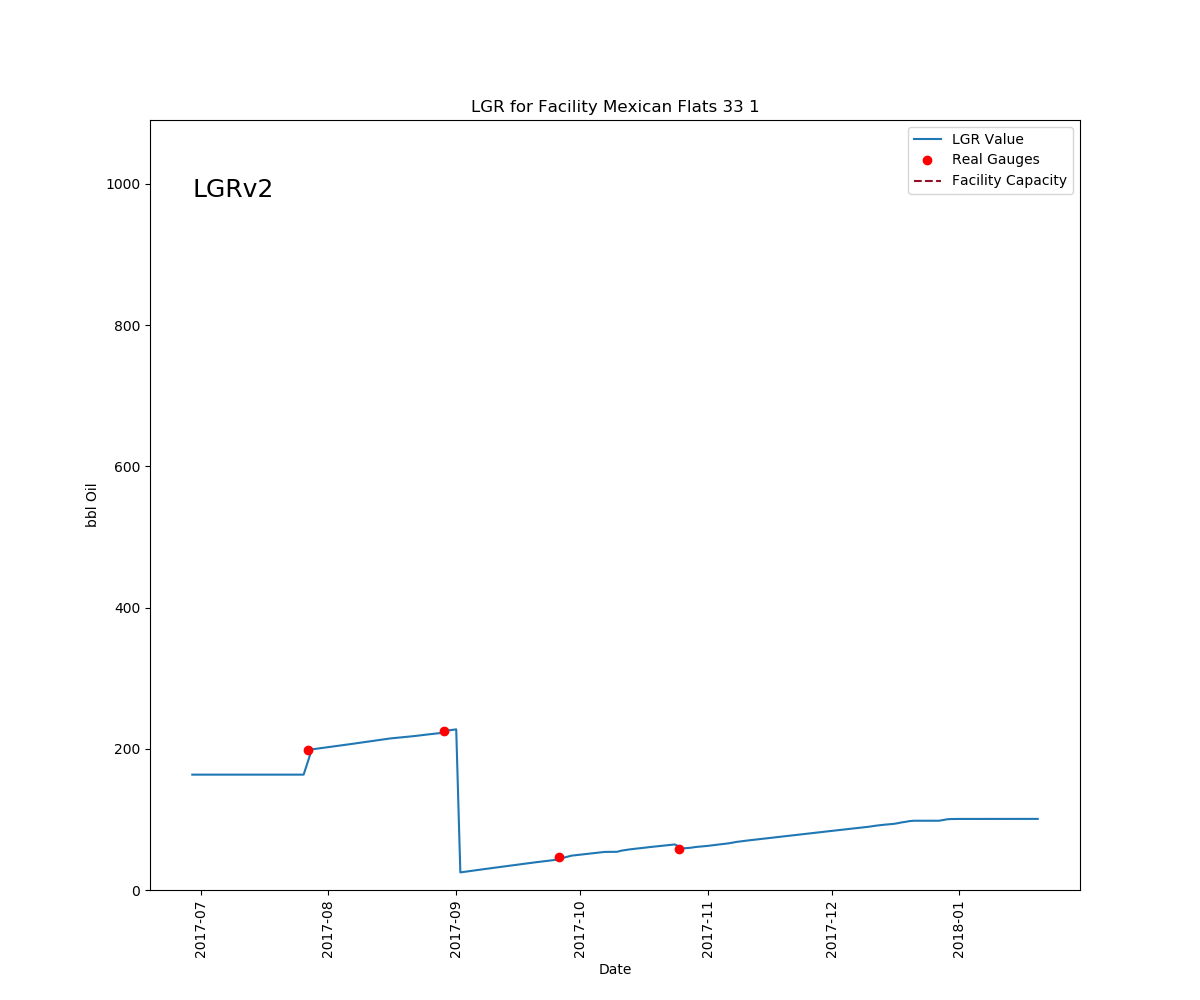 LGR for Facility Mexican Flats 33 1
LGRv2
LGR Value
Real Gauges
Facility Capacity
bbl Oil
1000
800
600
400
200
0
2017-07
2017-08
2017-09
2017-10
2017-11
2017-12
2018-01
Date